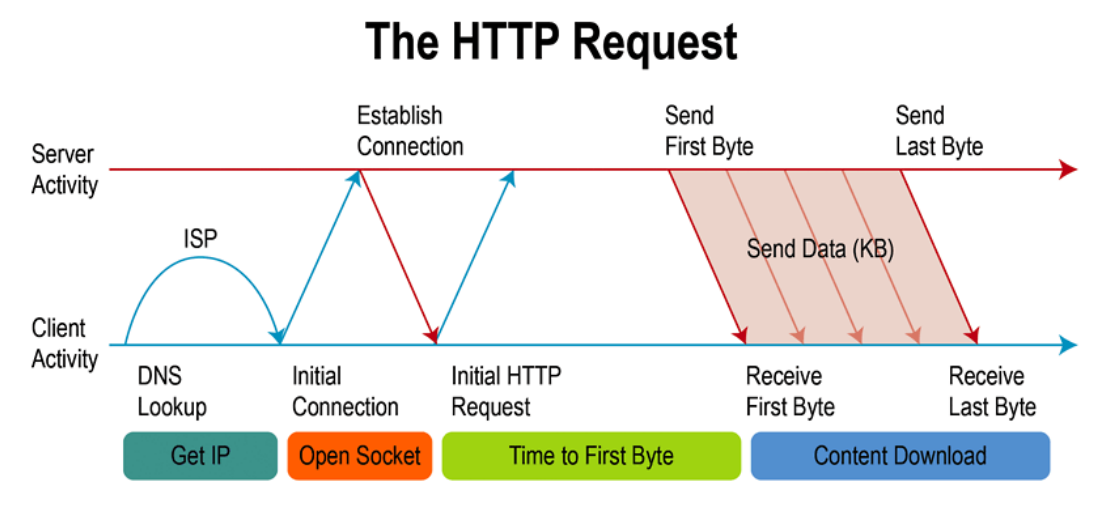 The HTTP Request
Establish
Connection
Send
First Byte
Send
Last Byte
Server
Activity
ISP
Send Data (KB)
Client
Activity
DNS
Lookup
Initial
Connection
Initial HTTP
Request
Receive
First Byte
Receive
Last Byte
Get IP
Open Socket
Time to First Byte
Content Download